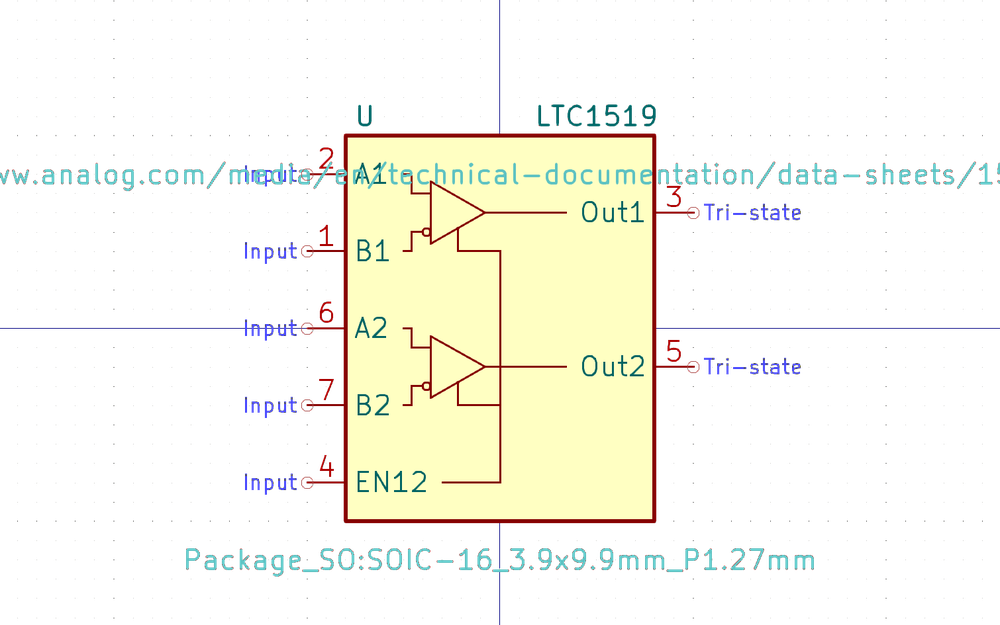 U LTC1519
ww.analog.com/media/en/technical-documentation/data-sheets/15
Input 2 A1
Out1 3 Tri-state
Input 1 B1
Input 6 A2
Out2 5 Tri-state
Input 7 B2
Input 4 EN12
Package_SO:SOIC-16_3.9x9.9mm_P1.27mm